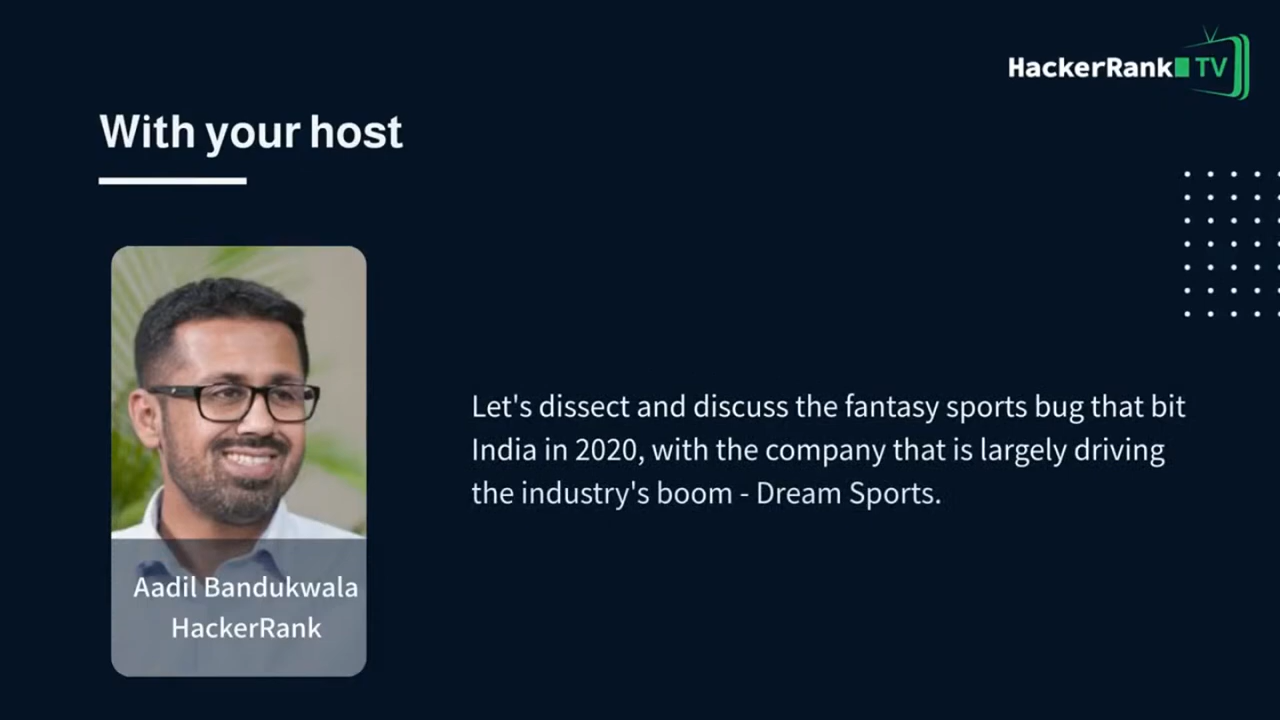 HackerRank TV
With your host
Let's dissect and discuss the fantasy sports bug that bit
India in 2020, with the company that is largely driving
the industry's boom - Dream Sports.
Aadil Bandukwala
HackerRank